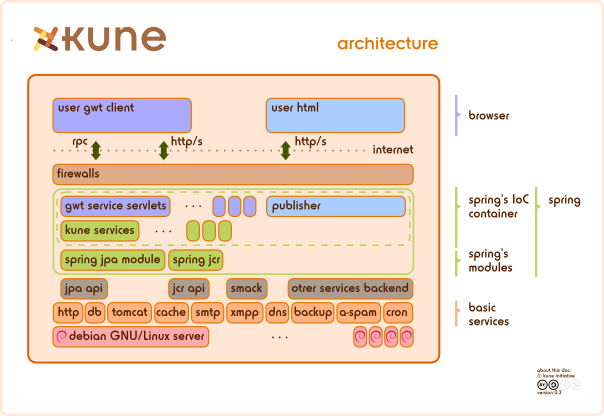 kune
architecture
user gwt client
user html
browser
rpc
http/s
http/s
internet
firewalls
gwt service servlets
...
publisher
spring's IoC
container
spring
kune services
...
spring jpa module
spring jcr
spring's
modules
jpa api
jcr api
smack
otrer services backend
http
db
tomcat
cache
smtp
xmpp
dns
backup
a-spam
cron
basic
services
debian GNU/Linux server
...
about this doc:
© kune initiative
BY
version 0.2